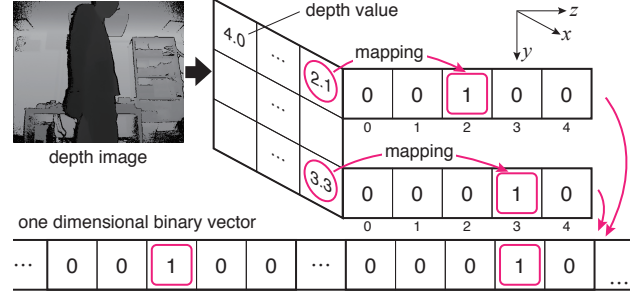 depth value
z
x
y
4.0 ... 2.1
mapping
0 0 1 0 0
0 1 2 3 4
...
depth image
... 3.3
mapping
0 0 0 1 0
0 1 2 3 4
one dimensional binary vector
... 0 0 1 0 0 ... 0 0 0 1 0 ...